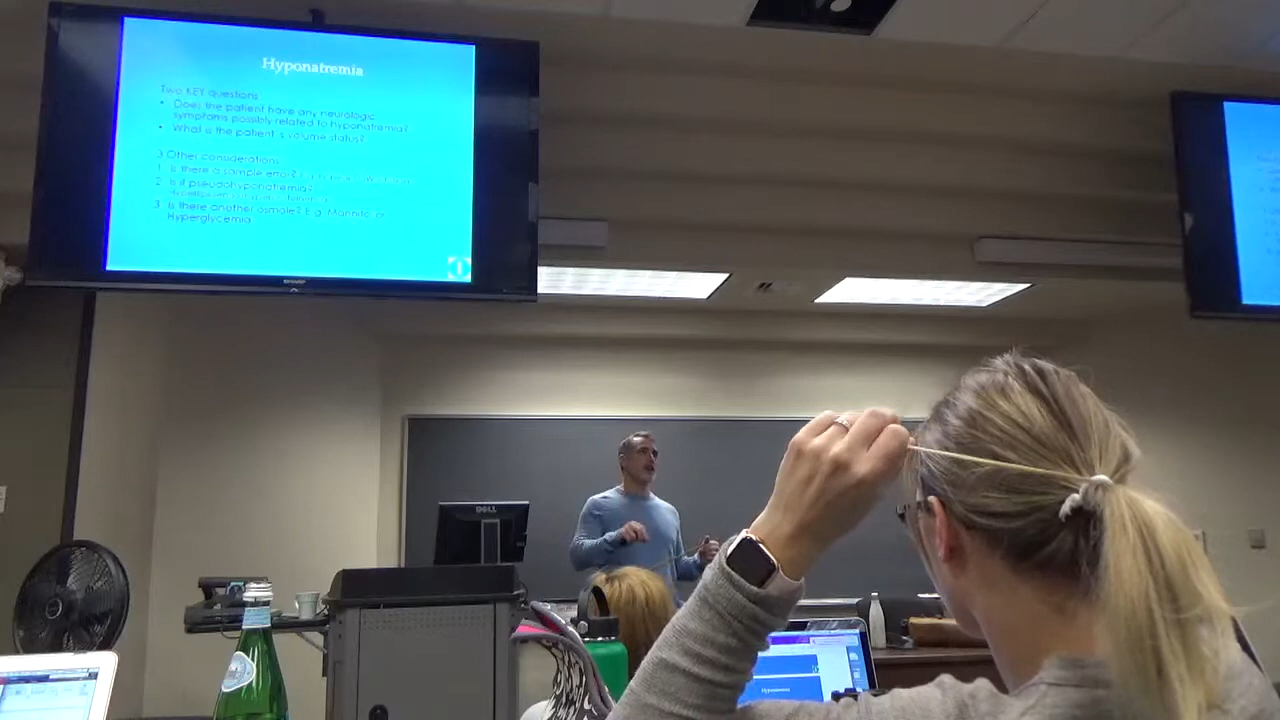 Hyponatremia
Two KEY questions
• Does the patient have any neurologic
symptoms possibly related to hyponatremia?
• What is the patient s volume status?
3 Other considerations
1 Is there a sample error?
2 Is it pseudohyponatremia?
3 Is there another osmole? E.g. Mannitol or
Hyperglycemia
SHARP
DELL
Hyponatremia